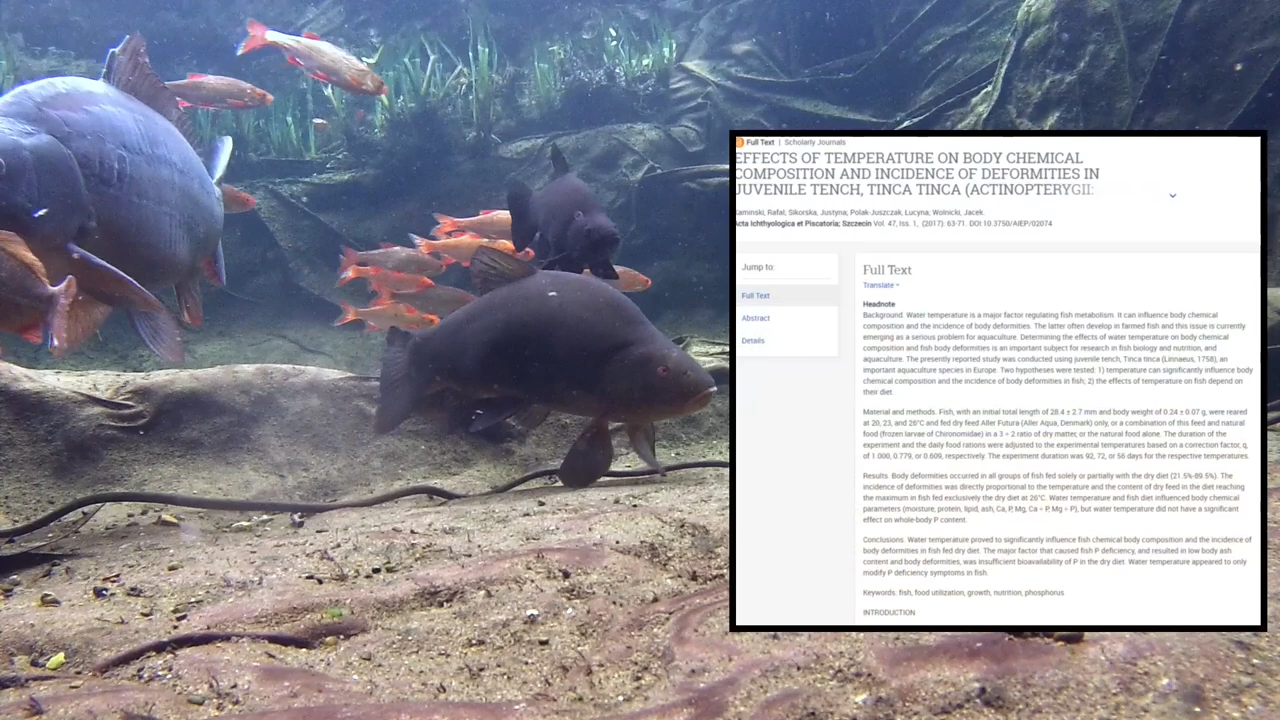 Full Text | Scholarly Journals
EFFECTS OF TEMPERATURE ON BODY CHEMICAL
COMPOSITION AND INCIDENCE OF DEFORMITIES IN
JUVENILE TENCH, TINCA TINCA (ACTINOPTERYGII:
Kaminski, Rafal; Sikorska, Justyna; Polak-Juszczak, Lucyna; Wolnicki, Jacek.
Acta Ichthyologica et Piscatoria; Szczecin Vol. 47, Iss. 1, (2017): 63-71. DOI:10.3750/AIEP/02074
Jump to:
Full Text
Abstract
Details
Full Text
Translate
Headnote
Background. Water temperature is a major factor regulating fish metabolism. It can influence body chemical
composition and the incidence of body deformities. The latter often develop in farmed fish and this issue is currently
emerging as a serious problem for aquaculture. Determining the effects of water temperature on body chemical
composition and fish body deformities is an important subject for research in fish biology and nutrition, and
aquaculture. The presently reported study was conducted using juvenile tench, Tinca tinca (Linnaeus, 1758), an
important aquaculture species in Europe. Two hypotheses were tested: 1) temperature can significantly influence body
chemical composition and the incidence of body deformities in fish; 2) the effects of temperature on fish depend on
their diet.
Material and methods. Fish, with an initial total length of 28.4 ± 2.7 mm and body weight of 0.24 ± 0.07 g, were reared
at 20, 23, and 26°C and fed dry feed Aller Futura (Aller Aqua, Denmark) only, or a combination of this feed and natural
food (frozen larvae of Chironomidae) in a 3 ÷ 2 ratio of dry matter, or the natural food alone. The duration of the
experiment and the daily food rations were adjusted to the experimental temperatures based on a correction factor, q,
of 1.000, 0.779, or 0.609, respectively. The experiment duration was 92, 72, or 56 days for the respective temperatures.
Results. Body deformities occurred in all groups of fish fed solely or partially with the dry diet (21.5%-89.5%). The
incidence of deformities was directly proportional to the temperature and the content of dry feed in the diet reaching
the maximum in fish fed exclusively the dry diet at 26°C. Water temperature and fish diet influenced body chemical
parameters (moisture, protein, lipid, ash, Ca, P, Mg, Ca ÷ P, Mg ÷ P), but water temperature did not have a significant
effect on whole-body P content.
Conclusions. Water temperature proved to significantly influence fish chemical body composition and the incidence of
body deformities in fish fed dry diet. The major factor that caused fish P deficiency, and resulted in low body ash
content and body deformities, was insufficient bioavailability of P in the dry diet. Water temperature appeared to only
modify P deficiency symptoms in fish.
Keywords: fish, food utilization, growth, nutrition, phosphorus
INTRODUCTION